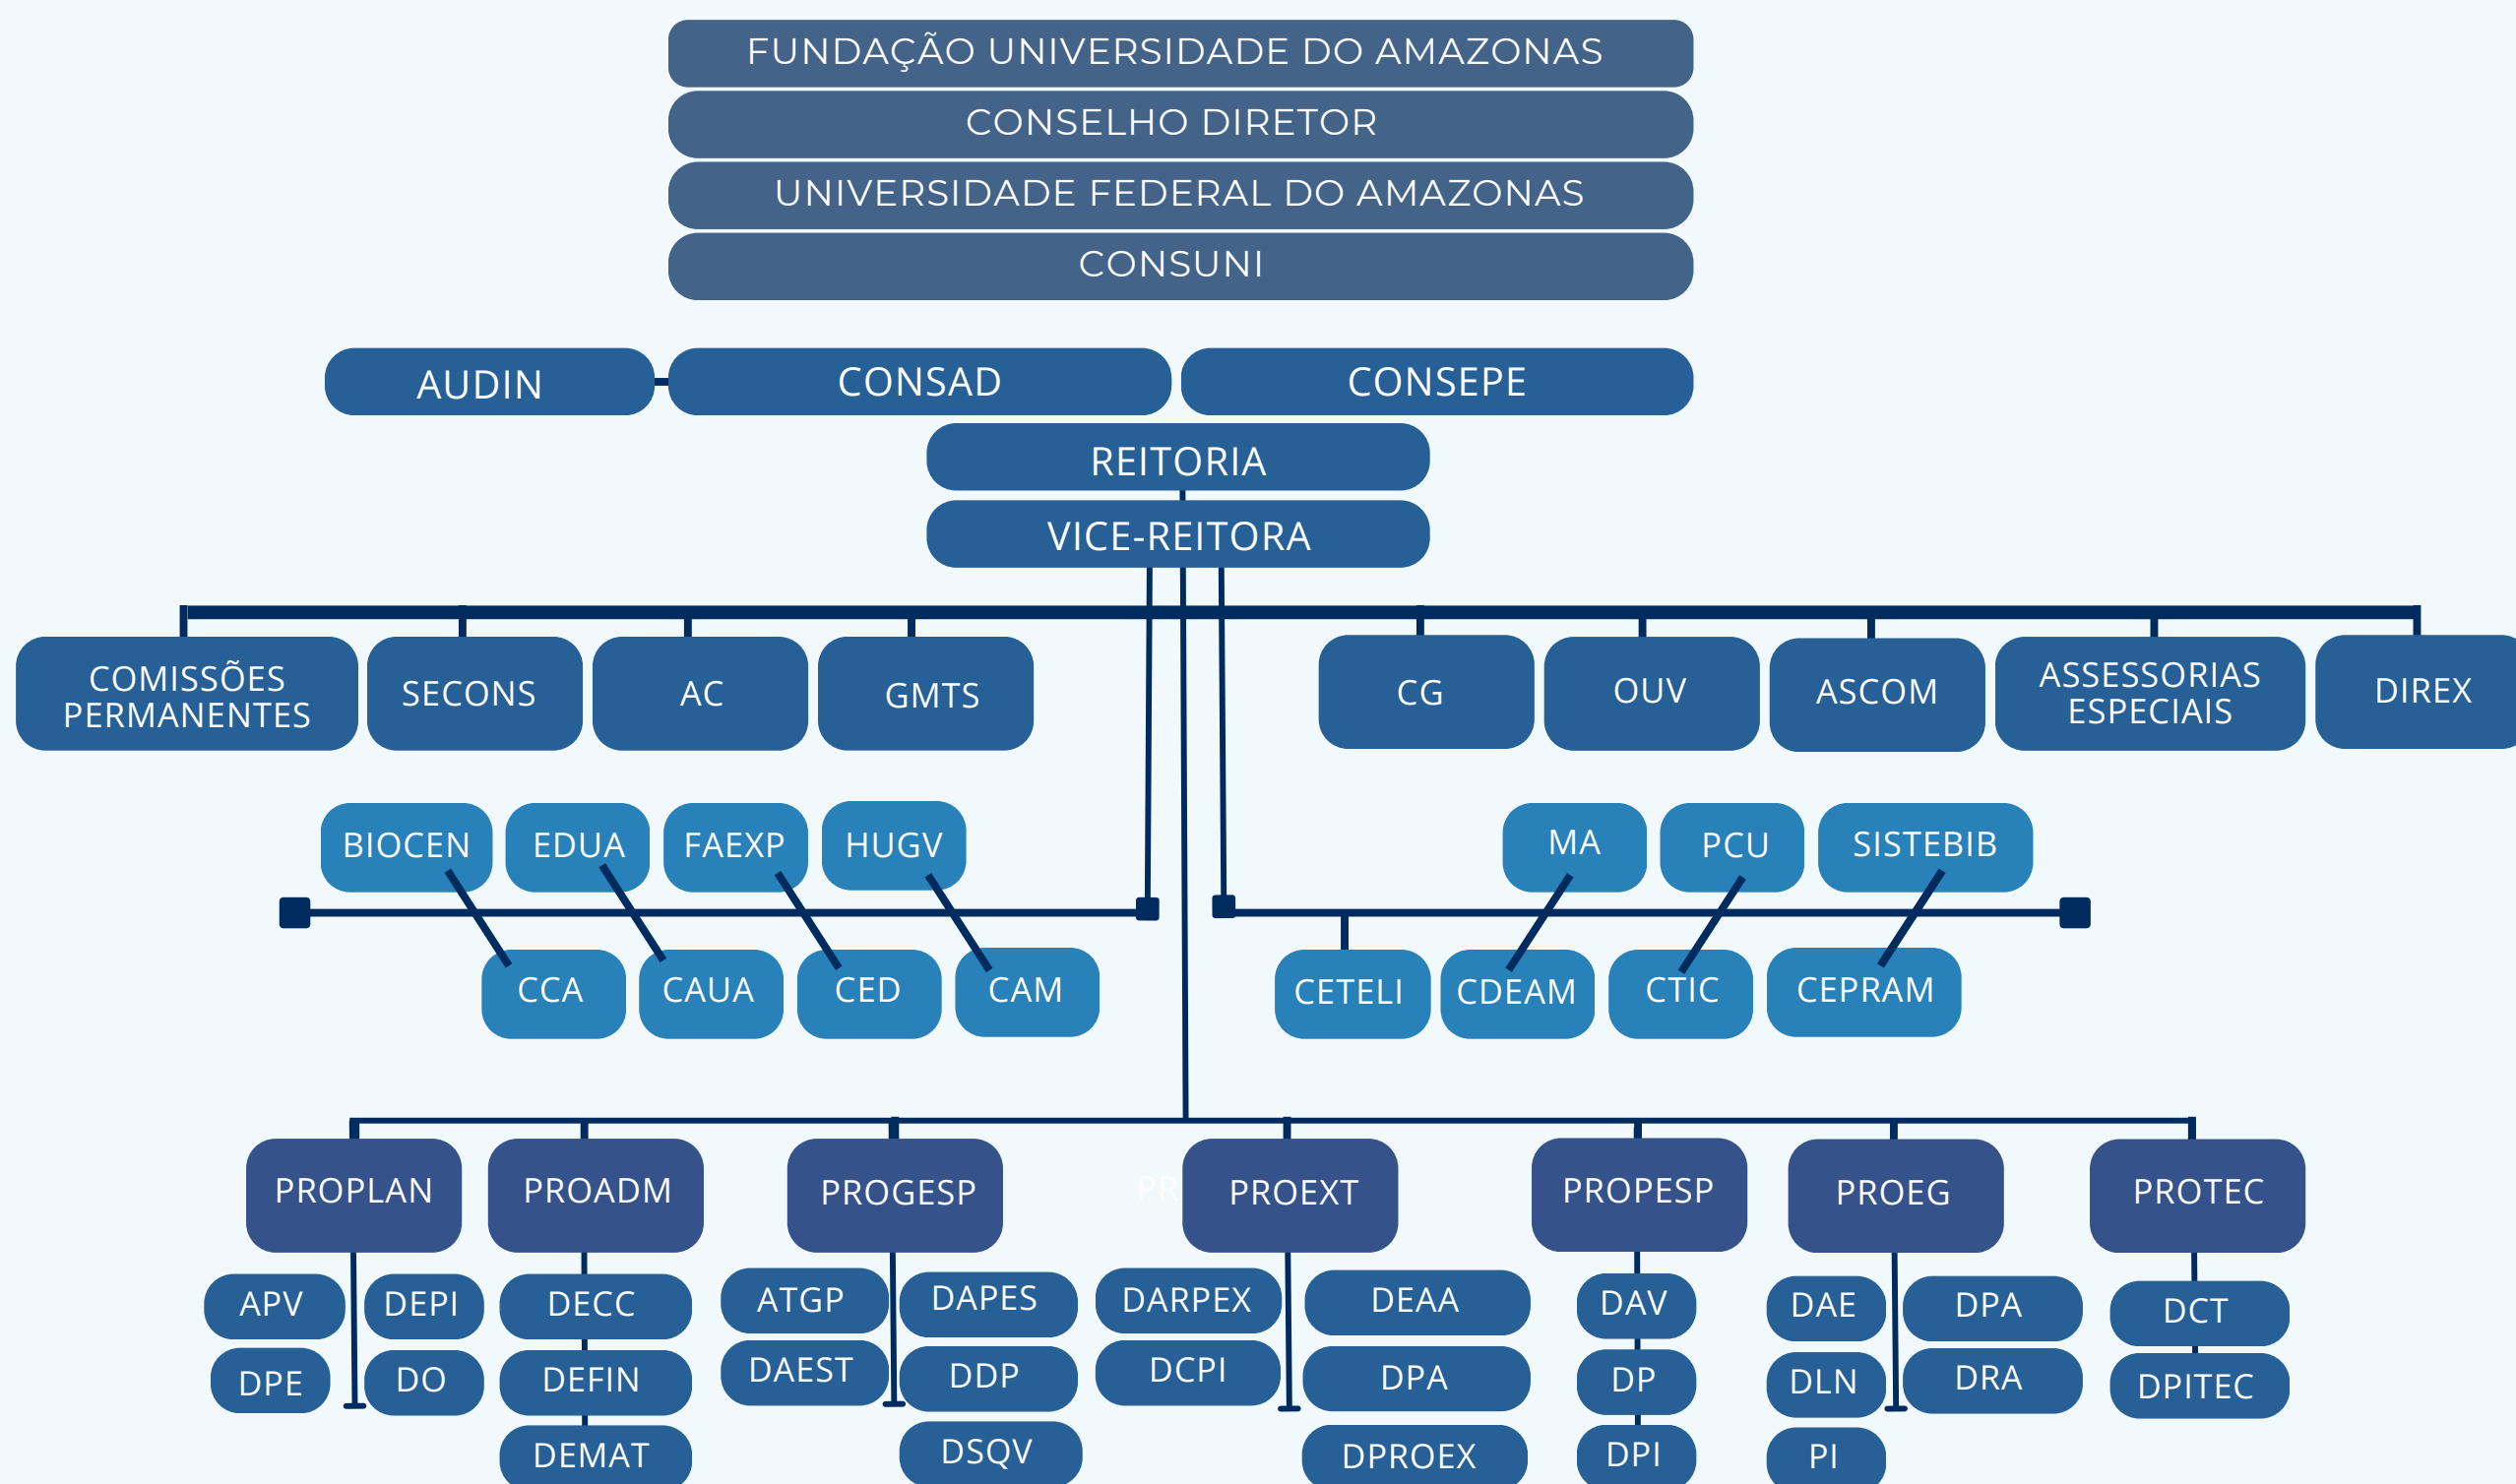 FUNDAÇÃO UNIVERSIDADE DO AMAZONAS
CONSELHO DIRETOR
UNIVERSIDADE FEDERAL DO AMAZONAS
CONSUNI
AUDIN
CONSAD
CONSEPE
REITORIA
VICE-REITORA
COMISSÕES
PERMANENTES
SECONS
AC
GMTS
CG
OUV
ASCOM
ASSESSORIAS
ESPECIAIS
DIREX
BIOCEN
EDUA
FAEXP
HUGV
MA
PCU
SISTEBIB
CCA
CAUA
CED
CAM
CETELI
CDEAM
CTIC
CEPRAM
PROPLAN
PROADM
PROGESP
PR
PROEXT
PROPESP
PROEG
PROTEC
APV
DEPI
DECC
ATGP
DAPES
DARPEX
DEAA
DAV
DAE
DPA
DCT
DPE
DO
DEFIN
DAEST
DDP
DCPI
DPA
DP
DLN
DRA
DPITEC
DEMAT
DSQV
DPROEX
DPI
PI